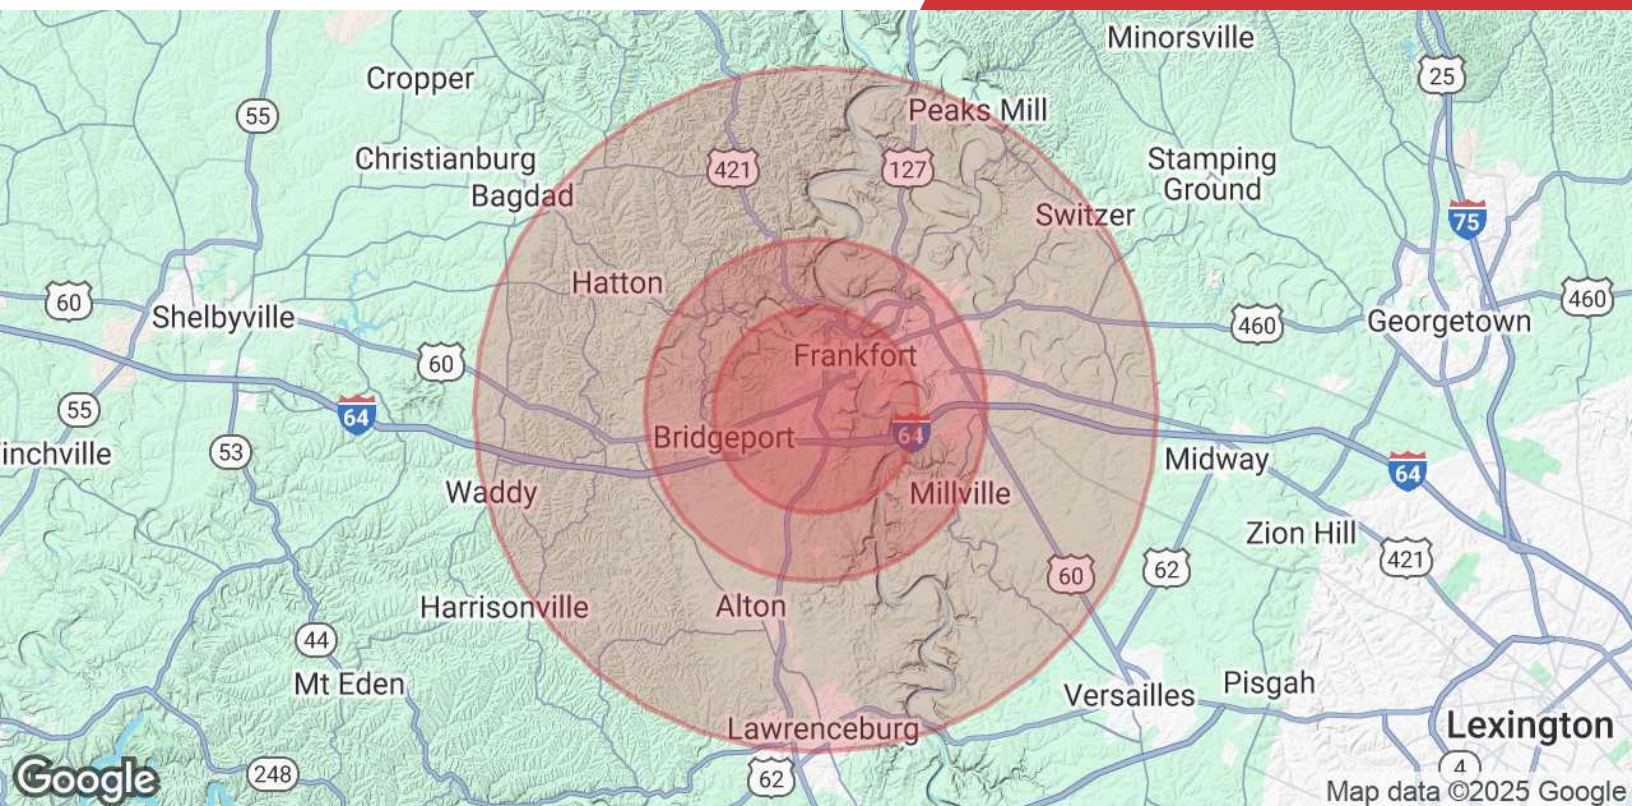 Minorsville
Cropper
25
55
Peaks Mill
Christianburg
421
127
Stamping
Ground
Bagdad
Switzer
75
Hatton
60
460
460
Shelbyville
Georgetown
Frankfort
60
55
64
Bridgeport
64
53
inchville
Midway
64
Waddy
Millville
Zion Hill
421
60
62
Harrisonville
Alton
44
Mt Eden
Pisgah
Versailles
Lawrenceburg
Lexington
Google
248
62
4
Map data ©2025 Google